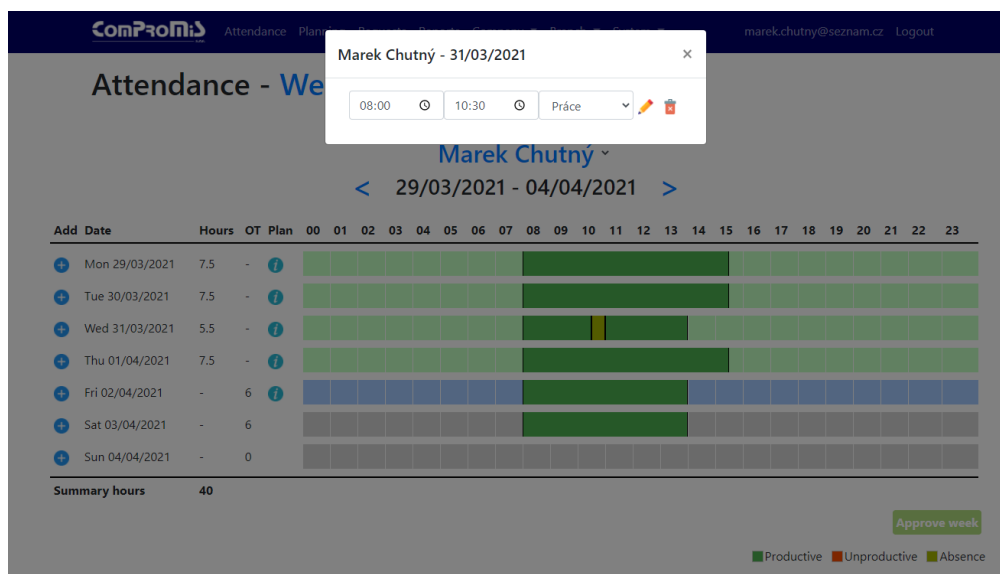 ComProMiS
Attendance
marek.chutny@seznam.cz Logout
Marek Chutný - 31/03/2021 ×
Attendance - We
08:00 10:30 Práce
Marek Chutný
< 29/03/2021 - 04/04/2021 >
Add Date Hours OT Plan 00 01 02 03 04 05 06 07 08 09 10 11 12 13 14 15 16 17 18 19 20 21 22 23
Mon 29/03/2021 7.5 -
Tue 30/03/2021 7.5 -
Wed 31/03/2021 5.5 -
Thu 01/04/2021 7.5 -
Fri 02/04/2021 - 6
Sat 03/04/2021 - 6
Sun 04/04/2021 - 0
Summary hours 40
Approve week
Productive Unproductive Absence